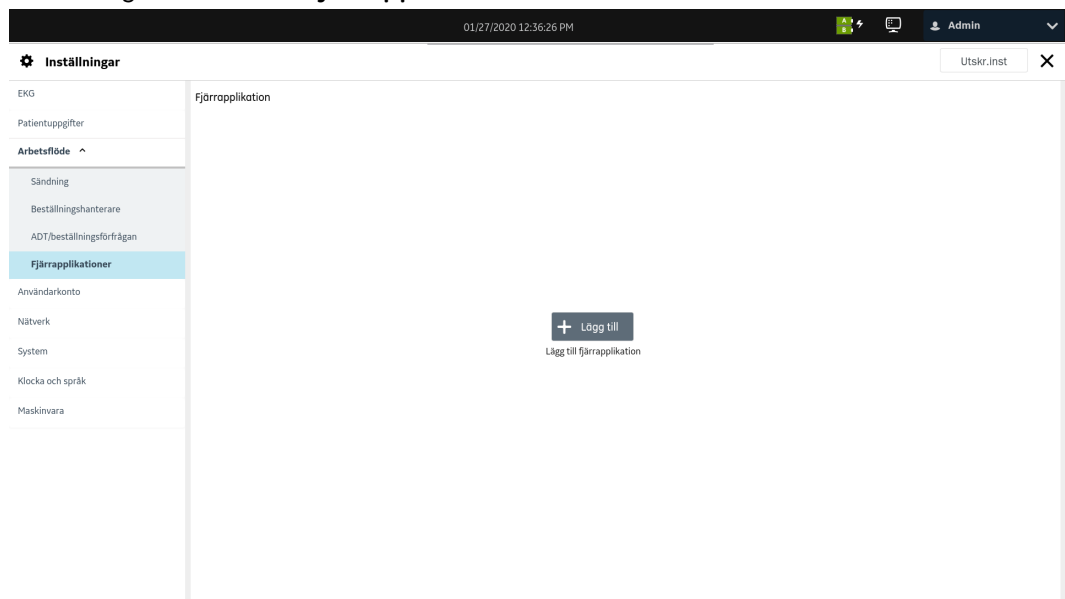 01/27/2020 12:36:26 PM
A
B
Admin
Inställningar
Utskr.inst
EKG
Fjärrapplikation
Patientuppgifter
Arbetsflöde
Sändning
Beställningshanterare
ADT/beställningsförfrågan
Fjärrapplikationer
Användarkonto
Nätverk
Lägg till
System
Lägg till fjärrapplikation
Klocka och språk
Maskinvara